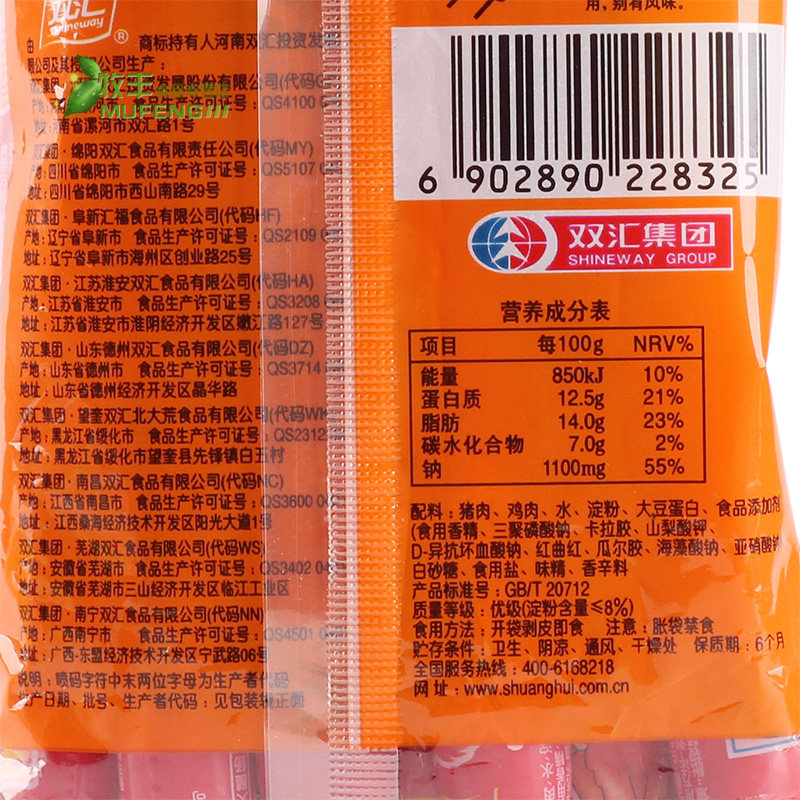 双汇
Shineway
®
由 商标持有人河南双汇投资发
限公司及其投 公司生产：
双汇集团 发展股份有限公司(代码
食品生产许可证号：QS4100
南省漯河市双汇路1号
双汇集团·绵阳双汇食品有限责任公司(代码MY)
产地：四川省绵阳市 食品生产许可证号：QS5107
地址：四川省绵阳市西山南路29号
双汇集团·阜新汇福食品有限公司(代码HF)
产地：辽宁省阜新市 食品生产许可证号：QS2109
地址：辽宁省阜新市海州区创业路25号
双汇集团·江苏淮安双汇食品有限公司(代码HA)
产地：江苏省淮安市 食品生产许可证号：QS3208
地址：江苏省淮安市淮阴经济开发区嫩江路127号
双汇集团·山东德州双汇食品有限公司(代码DZ)
产地：山东省德州市 食品生产许可证号：QS3714
地址：山东省德州经济开发区晶华路
双汇集团·望奎双汇北大荒食品有限公司(代码WK
产地：黑龙江省绥化市 食品生产许可证号：QS2312
地址：黑龙江省绥化市望奎县先锋镇白五村
双汇集团·南昌双汇食品有限公司(代码NC)
产地：江西省南昌市 食品生产许可证号：QS3600 04
地址：江西桑海经济技术开发区阳光大道1号
双汇集团·芜湖双汇食品有限公司(代码WS)
产地：安徽省芜湖市 食品生产许可证号：QS3402 04
地址：安徽省芜湖市三山经济开发区临江工业区
双汇集团·南宁双汇食品有限公司(代码NN)
产地：广西南宁市 食品生产许可证号：QS4501
地址：广西-东盟经济技术开发区宁武路06号
说明：喷码字符中末两位字母为生产者代码
生产日期、批号、生产者代码：见包装袋正面
牧丰
MUFENG
用，别有风味。
6 902890 228325
双汇集团
SHINEWAY GROUP
营养成分表
项目 每100g NRV%
能量 850kJ 10%
蛋白质 12.5g 21%
脂肪 14.0g 23%
碳水化合物 7.0g 2%
钠 1100mg 55%
配料：猪肉、鸡肉、水、淀粉、大豆蛋白、食品添加剂
(食用香精、三聚磷酸钠、卡拉胶、山梨酸钾、
D-异抗坏血酸钠、红曲红、瓜尔胶、海藻酸钠、亚硝酸钠)
白砂糖、食用盐、味精、香辛料
产品标准号：GB/T 20712
质量等级：优级(淀粉含量≤8%)
食用方法：开袋剥皮即食 注意：胀袋禁食
贮存条件：卫生、阴凉、通风、干燥处 保质期：6个月
全国服务热线：400-6168218
网址：www.shuanghui.com.cn